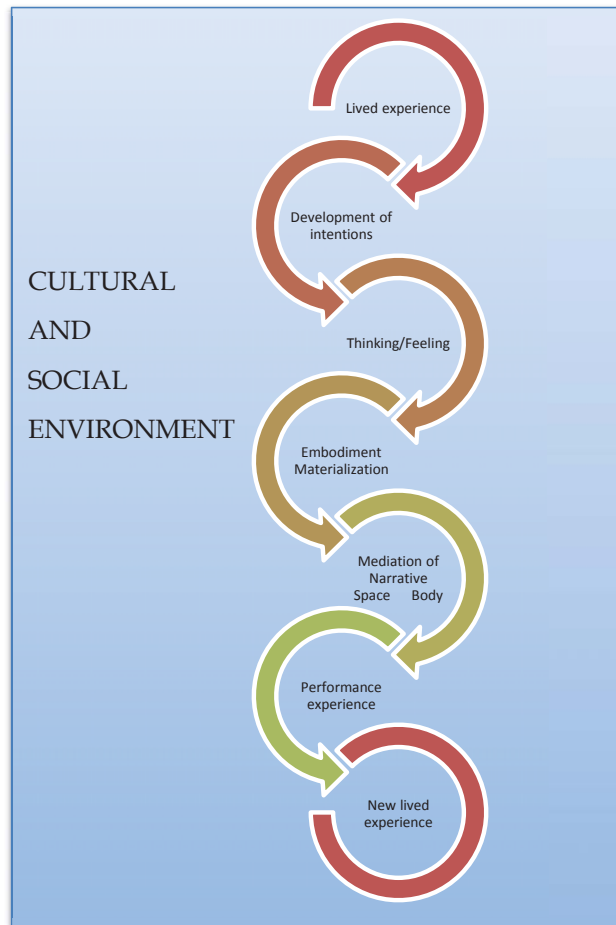 Lived experience
Development of
intentions
CULTURAL
AND
SOCIAL
ENVIRONMENT
Thinking/Feeling
Embodiment
Materialization
Mediation of
Narrative
Space Body
Performance
experience
New lived
experience